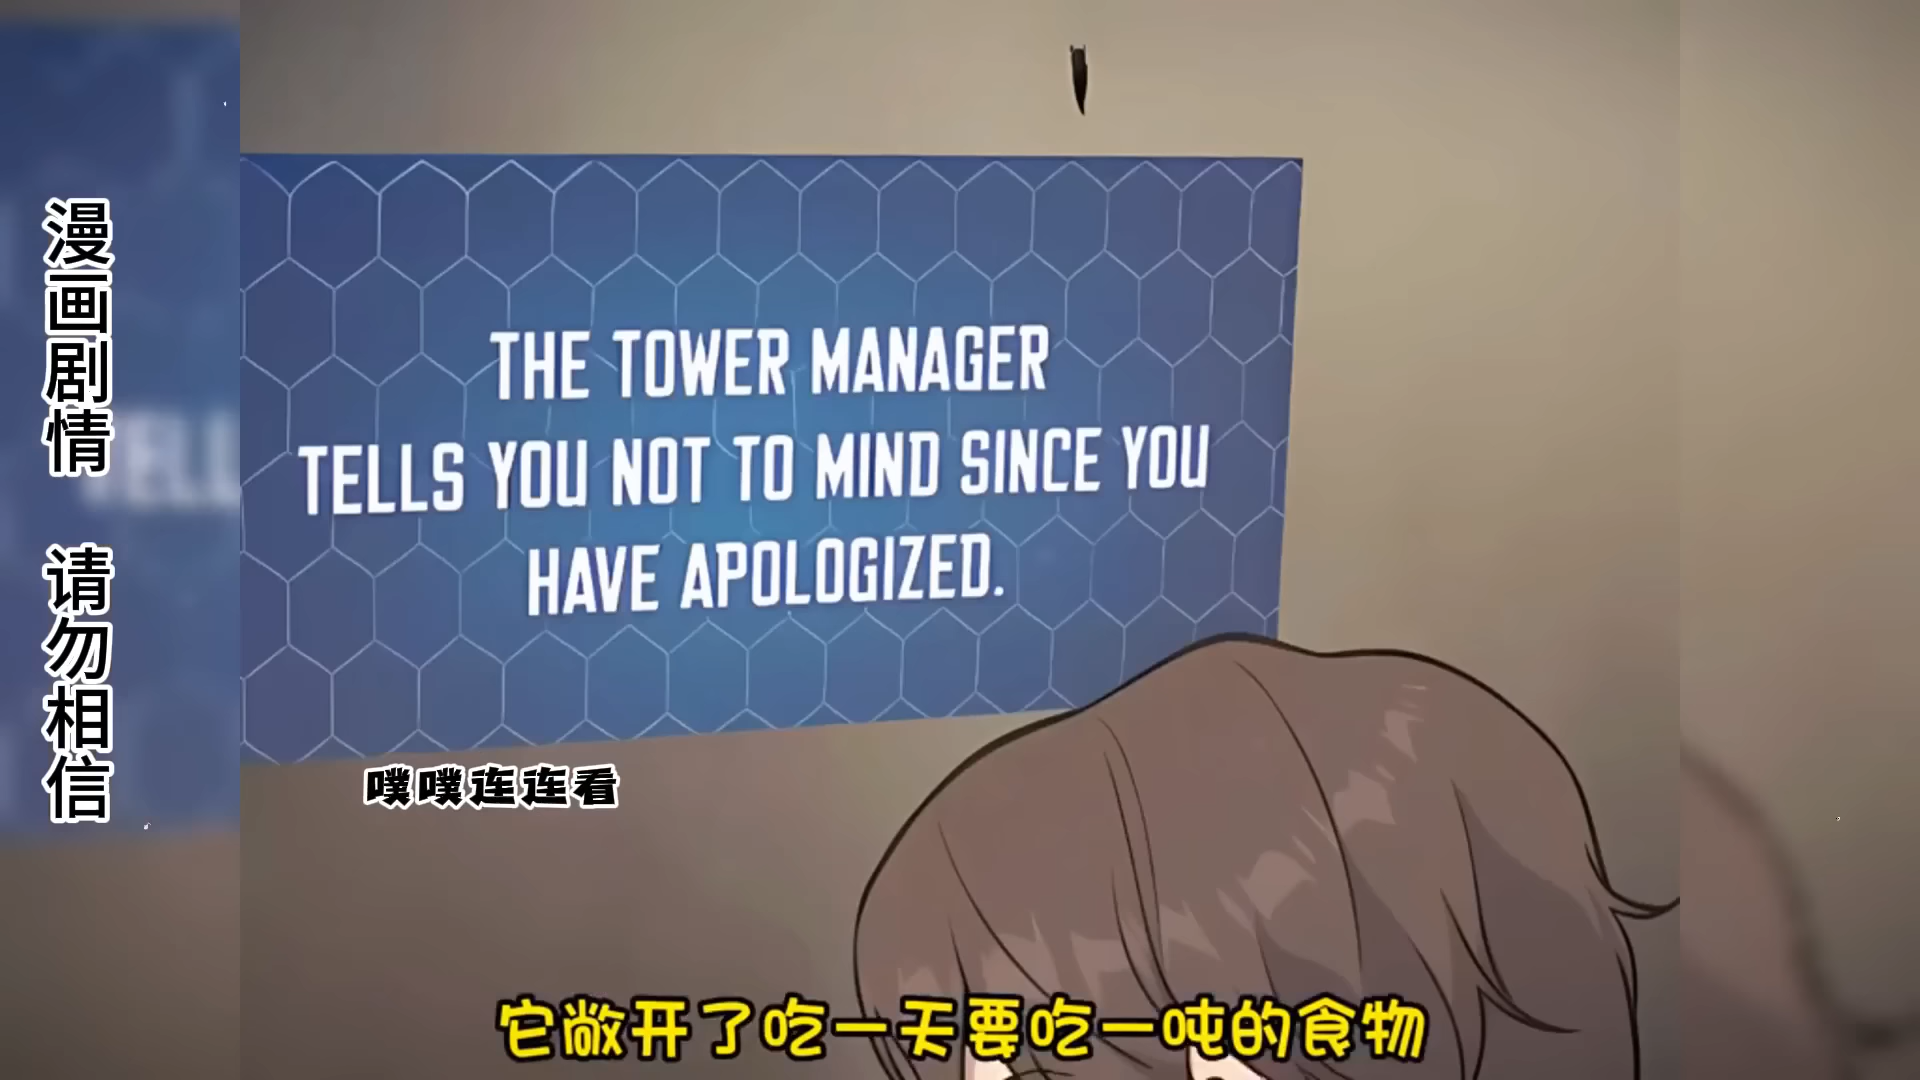 漫画剧情 请勿相信
THE TOWER MANAGER
TELLS YOU NOT TO MIND SINCE YOU
HAVE APOLOGIZED.
噗噗连连看
它敞开了吃一天要吃一吨的食物